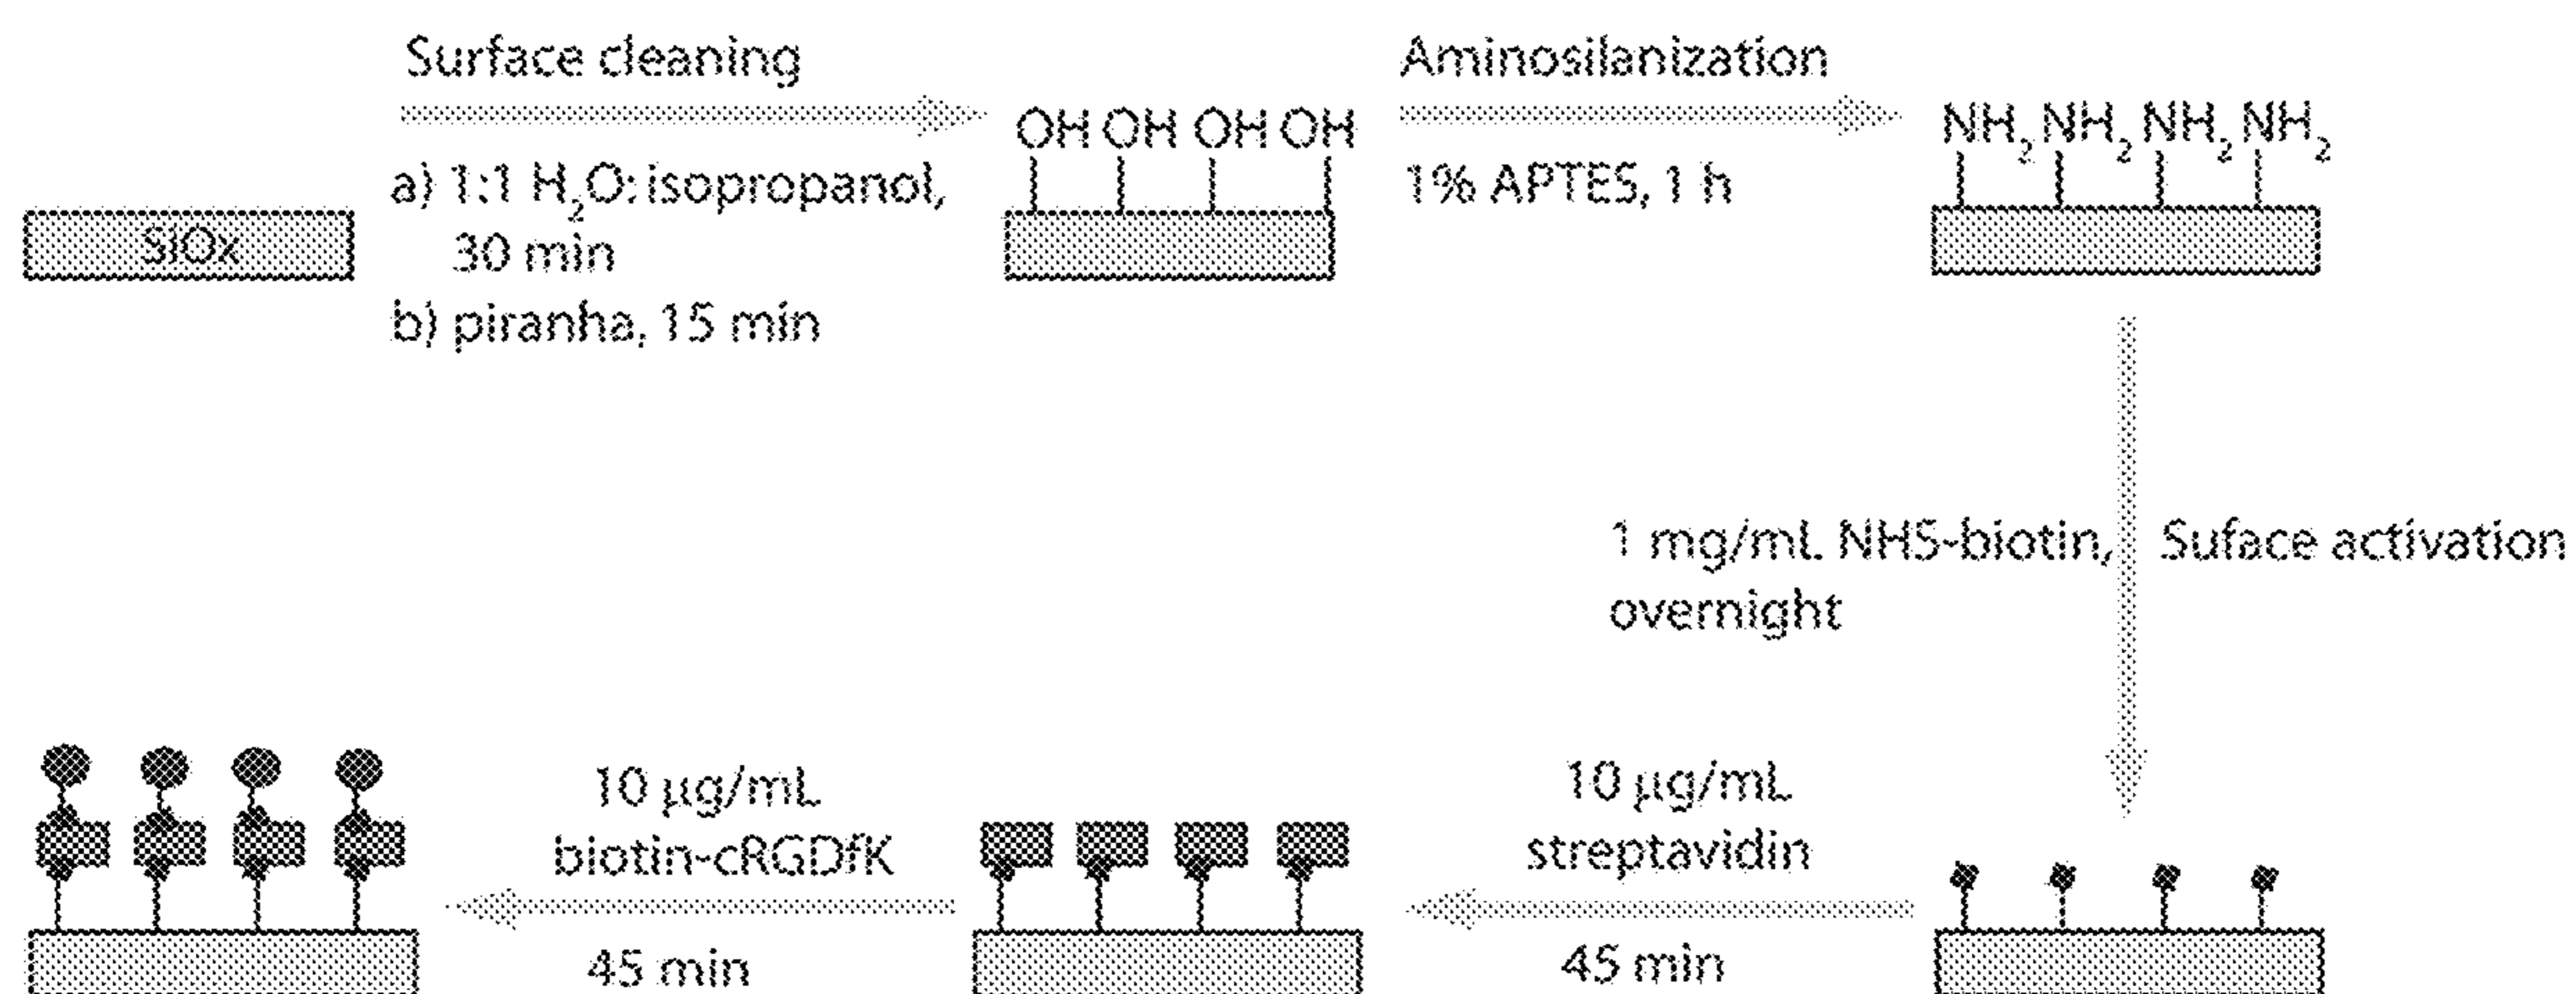 Surface cleaning
a) 1:1 H₂O: isopropanol,
30 min
b) piranha, 15 min
SiOx
OH OH OH OH
Aminosilanization
1% APTES, 1 h
NH₂ NH₂ NH₂ NH₂
1 mg/mL NHS-biotin,
overnight
Suface activation
10 µg/mL
streptavidin
45 min
10 µg/mL
biotin-cRGDfK
45 min